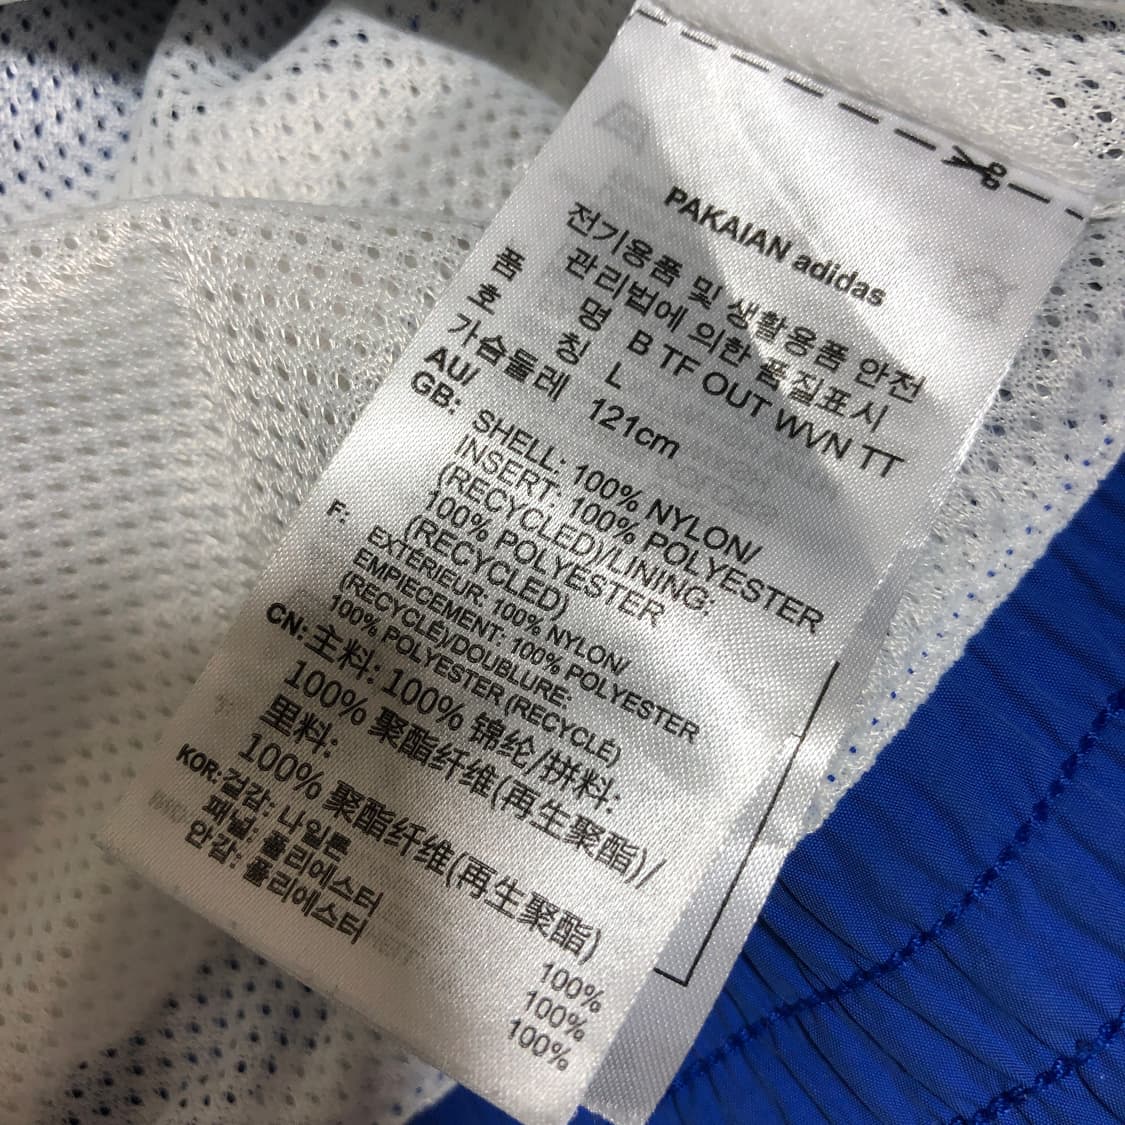 PAKAIAN adidas
전기용품 및 생활용품 안전
관리법에 의한 품질표시
품 명 B TF OUT WVN TT
호 칭 L
가슴둘레 121cm
AU/
GB: SHELL: 100% NYLON/
INSERT: 100% POLYESTER
(RECYCLED)/LINING:
100% POLYESTER
(RECYCLED)
F: EXTÉRIEUR: 100% NYLON/
EMPIECEMENT: 100% POLYESTER
(RECYCLÉ)/DOUBLURE:
100% POLYESTER (RECYCLÉ)
CN: 主料: 100% 锦纶/拼料:
100% 聚酯纤维(再生聚酯)/
里料:
100% 聚酯纤维(再生聚酯)
KOR: 겉감: 나일론 100%
패널: 폴리에스터 100%
안감: 폴리에스터 100%